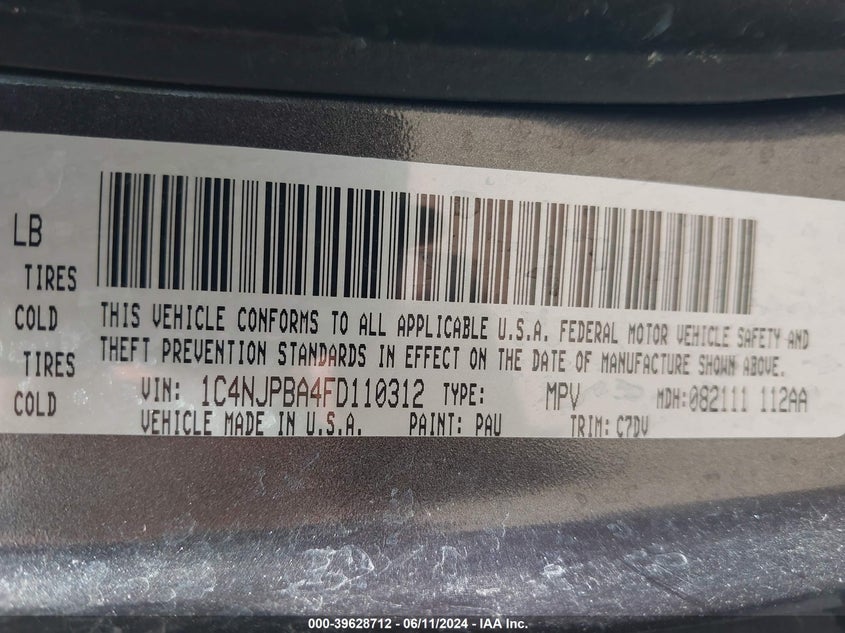 LB
TIRES
COLD
TIRES
COLD
THIS VEHICLE CONFORMS TO ALL APPLICABLE U.S.A. FEDERAL MOTOR VEHICLE SAFETY AND
THEFT PREVENTION STANDARDS IN EFFECT ON THE DATE OF MANUFACTURE SHOWN ABOVE.
VIN: 1C4NJPBA4FD110312 TYPE: MPV MDH:082111 112AA
VEHICLE MADE IN U.S.A. PAINT: PAU TRIM: C7DV
000-39628712 - 06/11/2024 - IAA Inc.